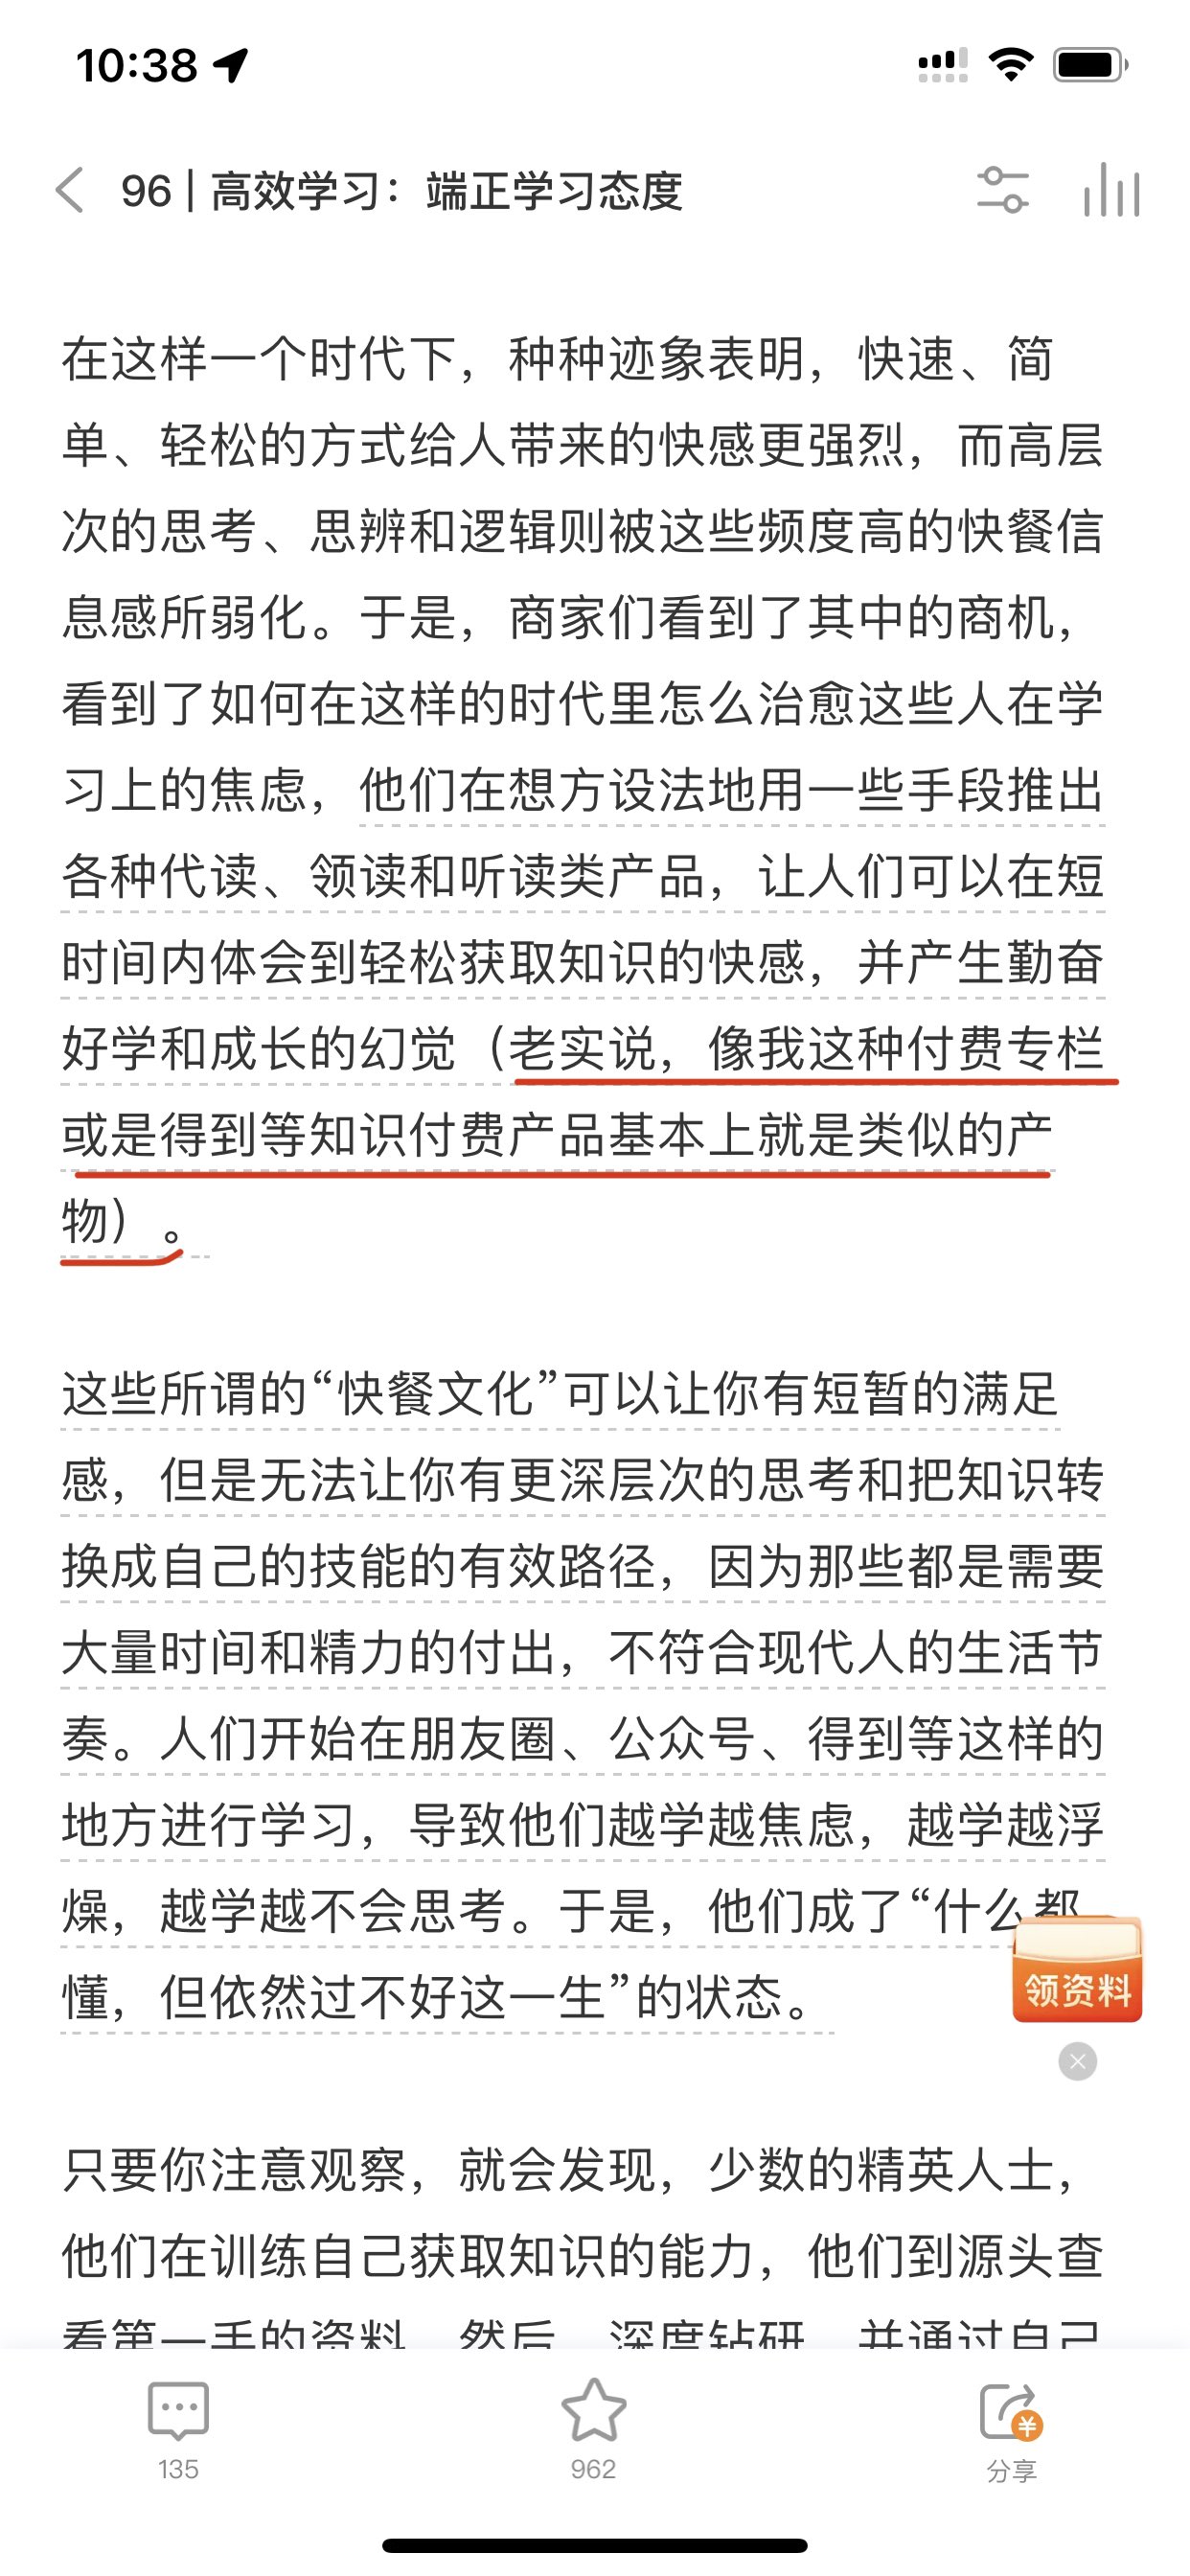 10:38
96 | 高效学习：端正学习态度
在这样一个时代下，种种迹象表明，快速、简
单、轻松的方式给人带来的快感更强烈，而高层
次的思考、思辨和逻辑则被这些频度高的快餐信
息感所弱化。于是，商家们看到了其中的商机，
看到了如何在这样的时代里怎么治愈这些人在学
习上的焦虑，他们在想方设法地用一些手段推出
各种代读、领读和听读类产品，让人们可以在短
时间内体会到轻松获取知识的快感，并产生勤奋
好学和成长的幻觉（老实说，像我这种付费专栏
或是得到等知识付费产品基本上就是类似的产
物）。
这些所谓的“快餐文化”可以让你有短暂的满足
感，但是无法让你有更深层次的思考和把知识转
换成自己的技能的有效路径，因为那些都是需要
大量时间和精力的付出，不符合现代人的生活节
奏。人们开始在朋友圈、公众号、得到等这样的
地方进行学习，导致他们越学越焦虑，越学越浮
燥，越学越不会思考。于是，他们成了“什么都
懂，但依然过不好这一生”的状态。
领资料
只要你注意观察，就会发现，少数的精英人士，
他们在训练自己获取知识的能力，他们到源头查
看第一手的资料，然后，深度钻研，并通过自己
135
962
¥
分享